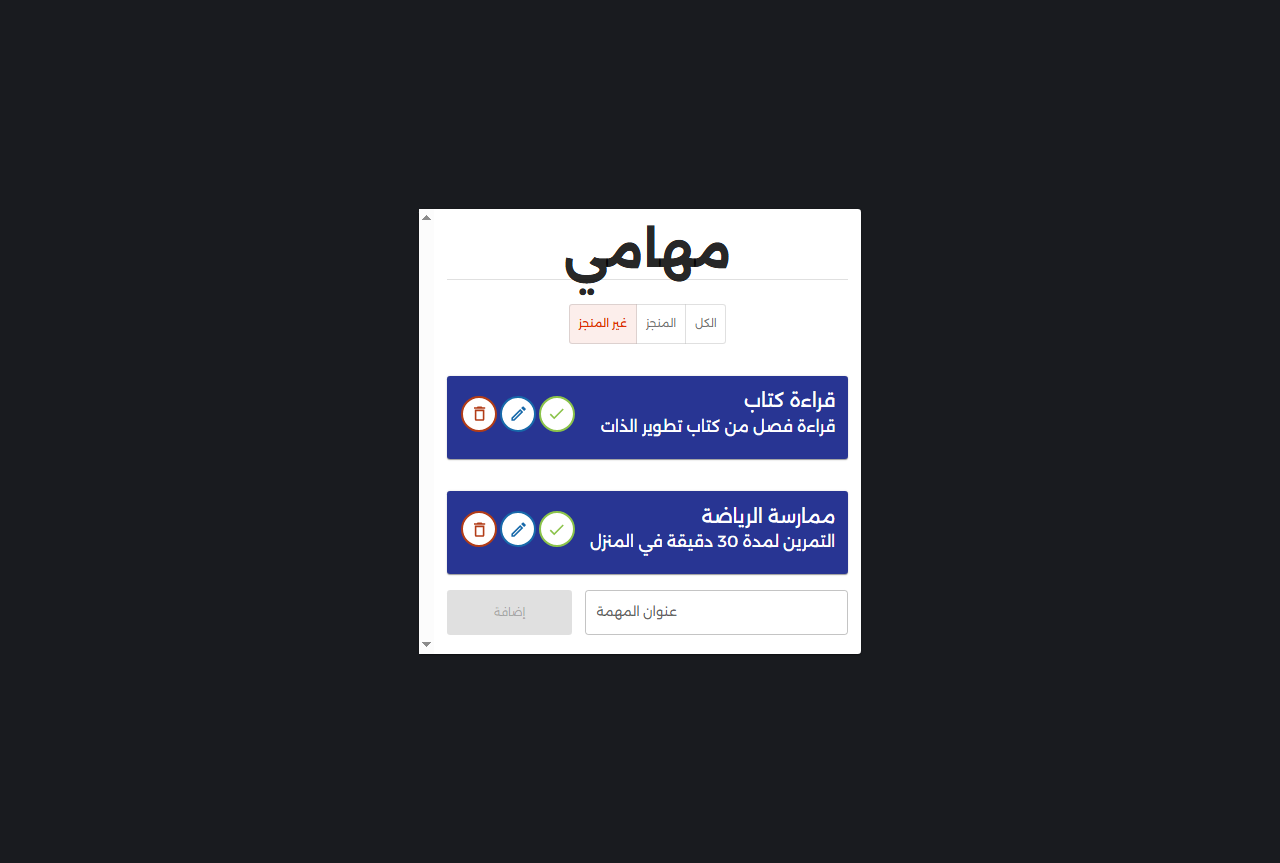 مهامي
الكل
المنجز
غير المنجز
قراءة كتاب
قراءة فصل من كتاب تطوير الذات
ممارسة الرياضة
التمرين لمدة 30 دقيقة في المنزل
عنوان المهمة
إضافة